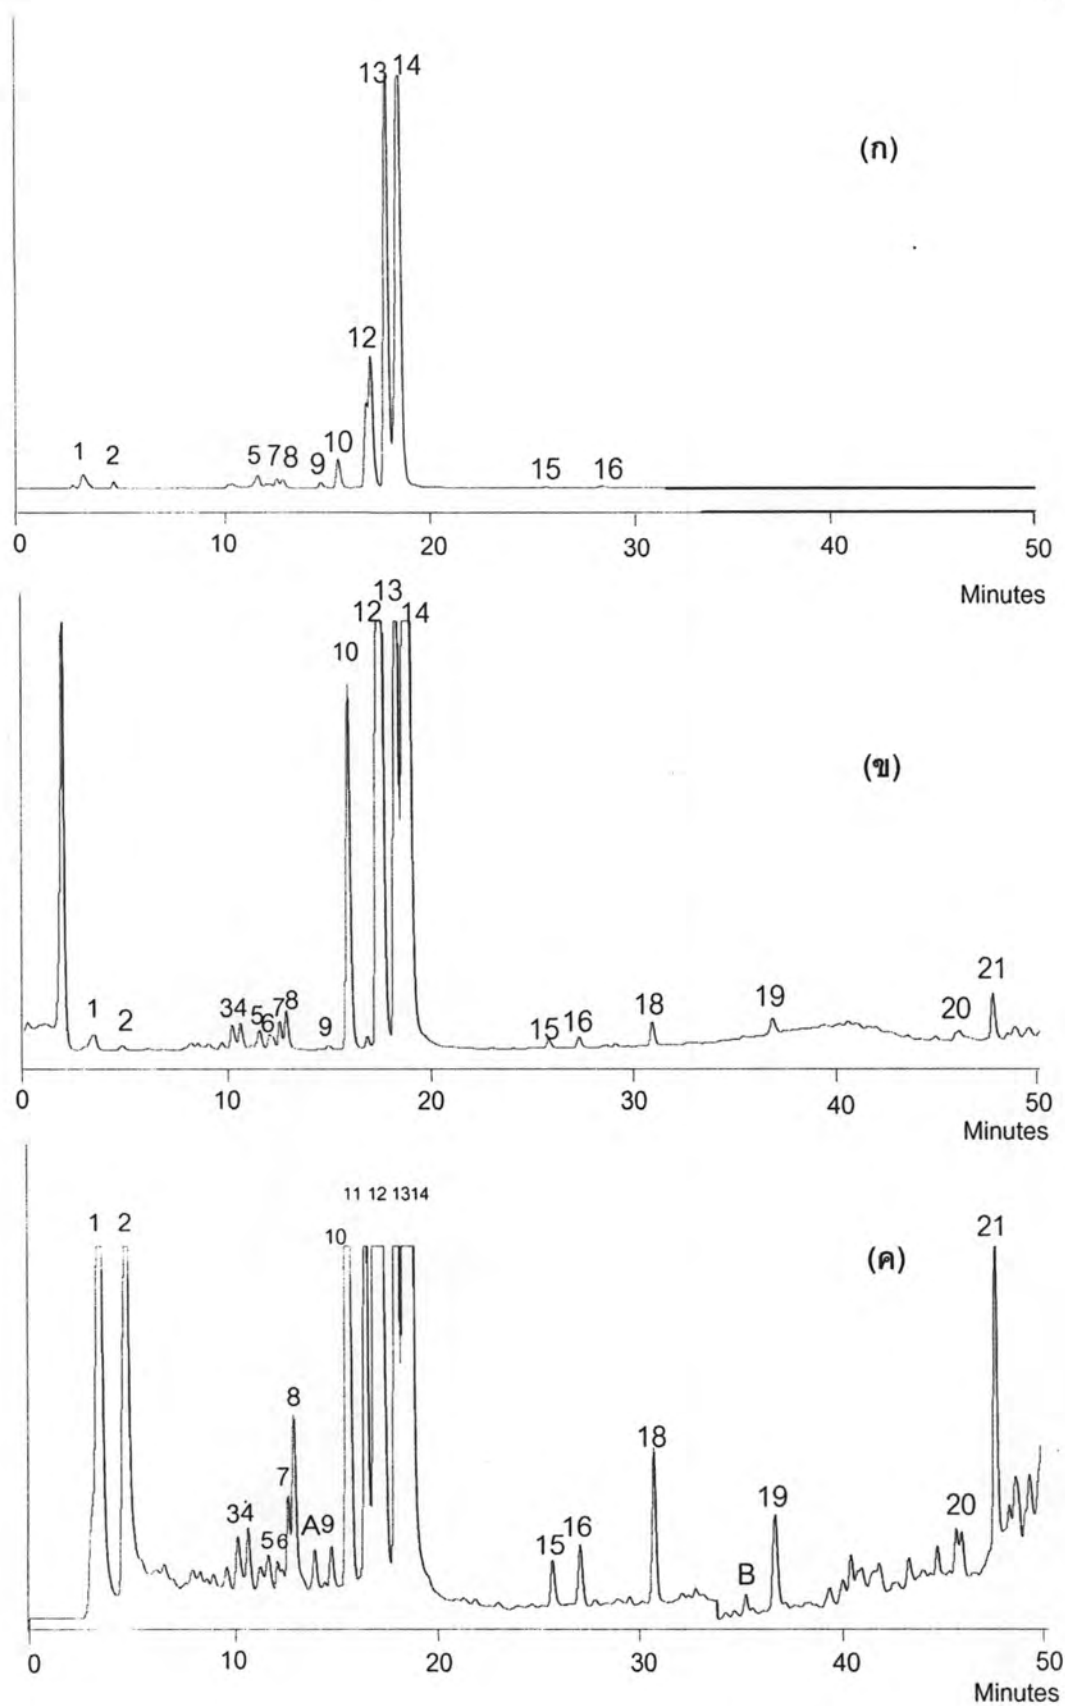 13 14
(ก)
12
1 2 5 7 8 9 10 15 16
0 10 20 30 40 50
Minutes
13
12 14
10
(ข)
21
1 2 3 4 5 6 7 8 9 15 16 18 19 20
0 10 20 30 40 50
Minutes
11 12 13 14
1 2 10 21
(ค)
8
18
7
3 4 5 6 A 9 15 16 B 19 20
0 10 20 30 40 50
Minutes